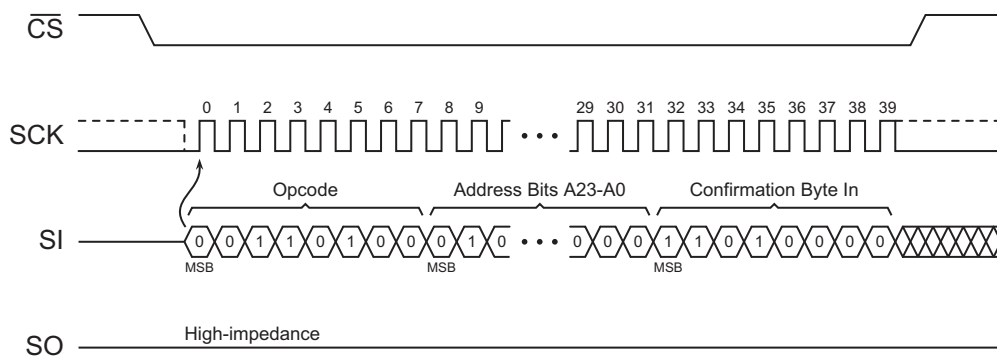 CS
0 1 2 3 4 5 6 7 8 9 29 30 31 32 33 34 35 36 37 38 39
SCK
• • •
Opcode Address Bits A23-A0 Confirmation Byte In
SI 0 0 1 1 0 1 0 0 0 1 0 • • • 0 0 0 1 1 0 1 0 0 0 0
MSB MSB MSB
High-impedance
SO